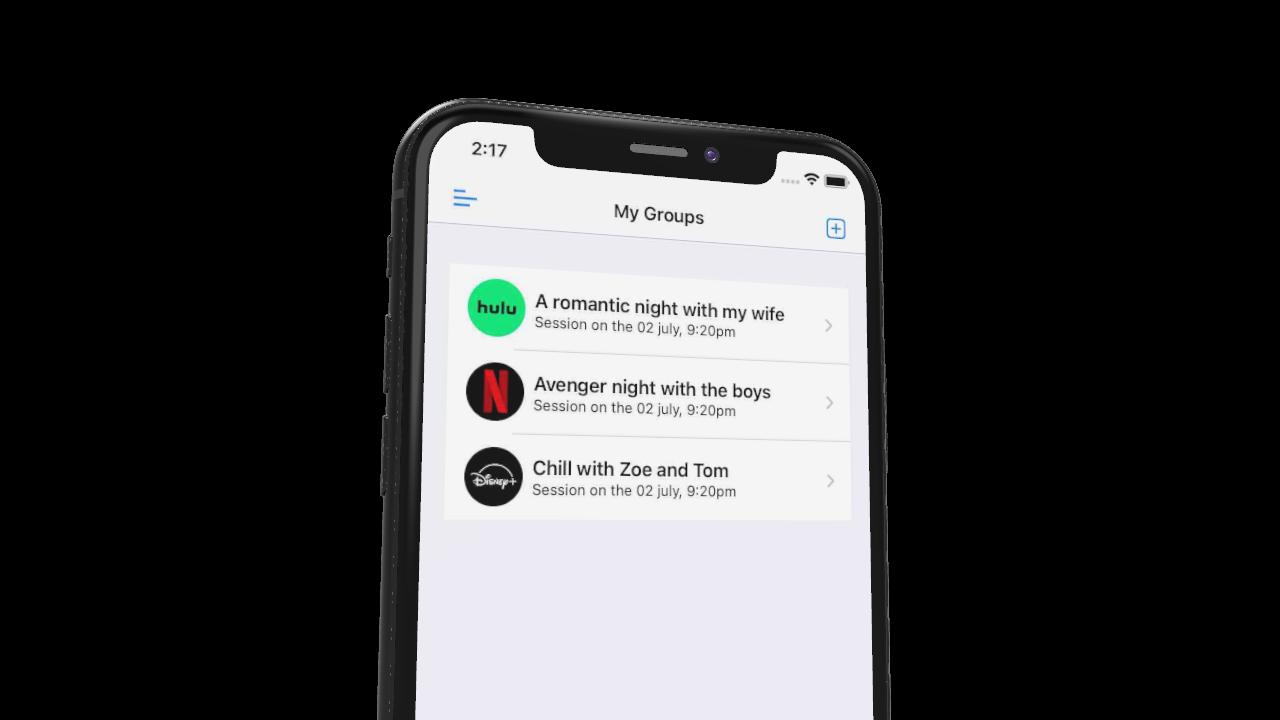 2:17
My Groups
hulu
A romantic night with my wife
Session on the 02 july, 9:20pm
N
Avenger night with the boys
Session on the 02 july, 9:20pm
Disney+
Chill with Zoe and Tom
Session on the 02 july, 9:20pm